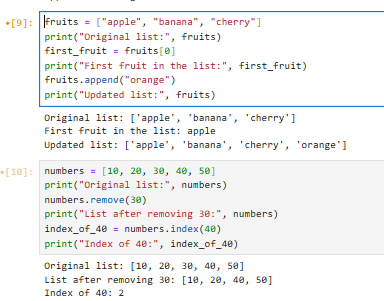 [9]:
fruits = ["apple", "banana", "cherry"]
print("Original list:", fruits)
first_fruit = fruits[0]
print("First fruit in the list:", first_fruit)
fruits.append("orange")
print("Updated list:", fruits)
Original list: ['apple', 'banana', 'cherry']
First fruit in the list: apple
Updated list: ['apple', 'banana', 'cherry', 'orange']
[10]:
numbers = [10, 20, 30, 40, 50]
print("Original list:", numbers)
numbers.remove(30)
print("List after removing 30:", numbers)
index_of_40 = numbers.index(40)
print("Index of 40:", index_of_40)
Original list: [10, 20, 30, 40, 50]
List after removing 30: [10, 20, 40, 50]
Index of 40: 2